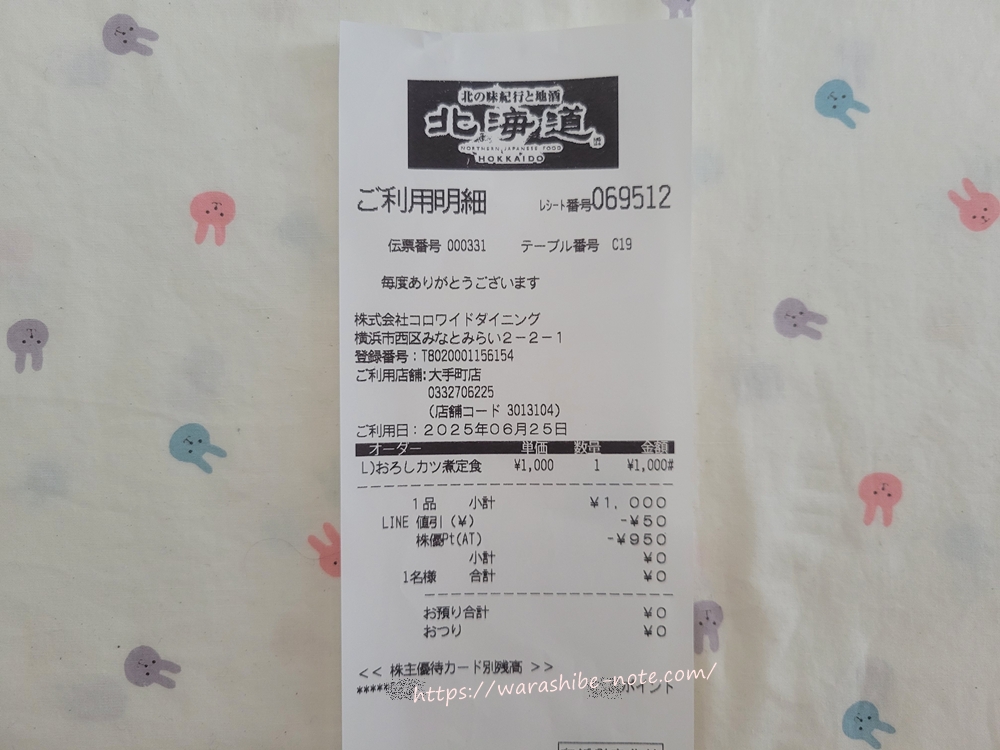 北の味紀行と地酒
北海道
NORTHERN JAPANESE FOOD
HOKKAIDO
ご利用明細 レシート番号069512
伝票番号 000331 テーブル番号 C19
毎度ありがとうございます
株式会社コロワイドダイニング
横浜市西区みなとみらい2-2-1
登録番号:T8020001156154
ご利用店舗:大手町店
0332706225
(店舗コード 3013104)
ご利用日:2025年06月25日
オーダー 単価 数量 金額
L)おろしカツ煮定食 ¥1,000 1 ¥1,000#
1品 小計 ¥1,000
LINE 値引(¥) -¥50
株優Pt(AT) -¥950
小計 ¥0
1名様 合計 ¥0
お預り合計 ¥0
おつり ¥0
<< 株主優待カード別残高 >>
***** ポイント
https://warashibe-note.com/